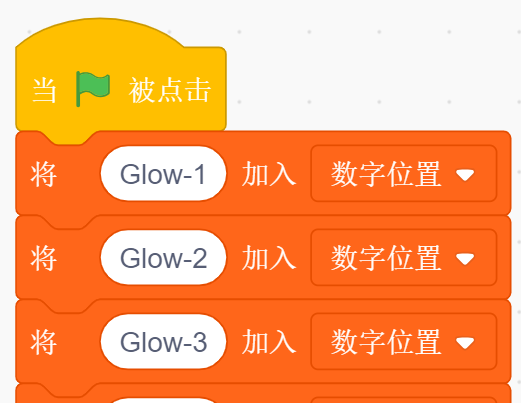 当 被点击
将 Glow-1 加入 数字位置
将 Glow-2 加入 数字位置
将 Glow-3 加入 数字位置